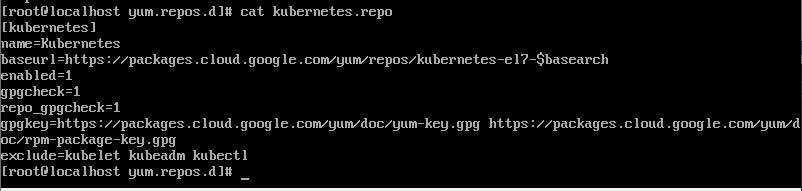 [root@localhost yum.repos.d]# cat kubernetes.repo
[kubernetes]
name=Kubernetes
baseurl=https://packages.cloud.google.com/yum/repos/kubernetes-el7-$basearch
enabled=1
gpgcheck=1
repo_gpgcheck=1
gpgkey=https://packages.cloud.google.com/yum/doc/yum-key.gpg https://packages.cloud.google.com/yum/d
oc/rpm-package-key.gpg
exclude=kubelet kubeadm kubectl
[root@localhost yum.repos.d]# _